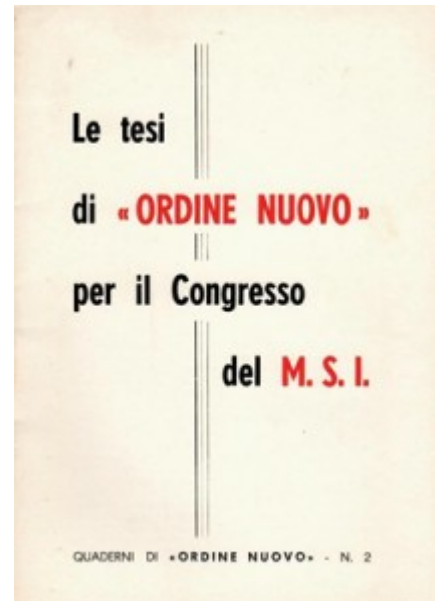 Le tesi
di « ORDINE NUOVO »
per il Congresso
del M. S. I.
QUADERNI DI «ORDINE NUOVO» - N. 2